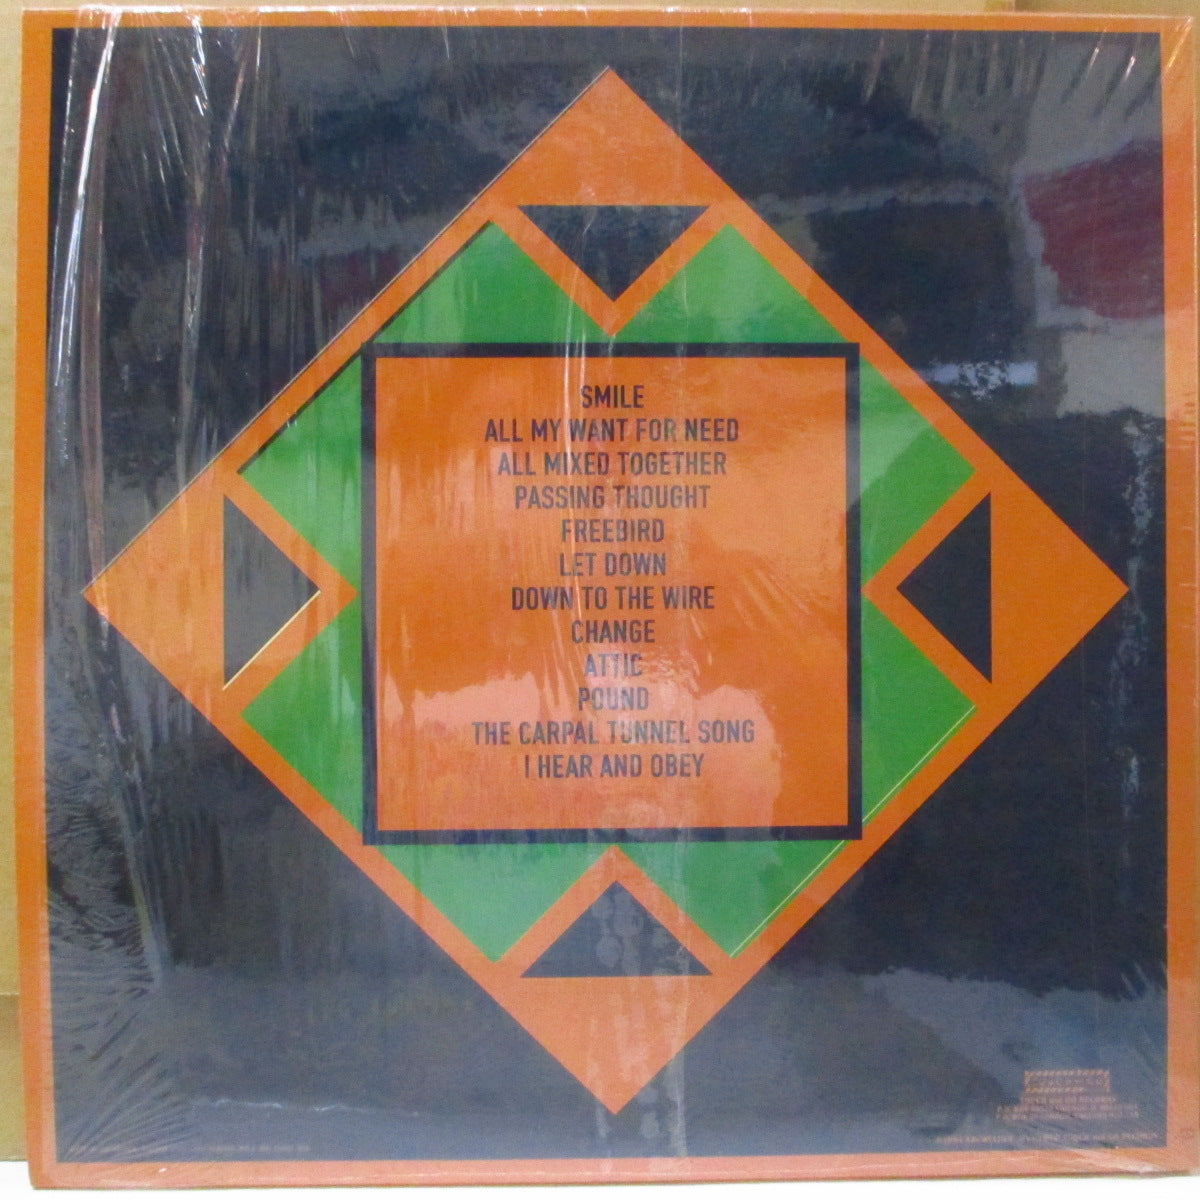 SMILE
ALL MY WANT FOR NEED
ALL MIXED TOGETHER
PASSING THOUGHT
FREEBIRD
LET DOWN
DOWN TO THE WIRE
CHANGE
ATTIC
POUND
THE CARPAL TUNNEL SONG
I HEAR AND OBEY